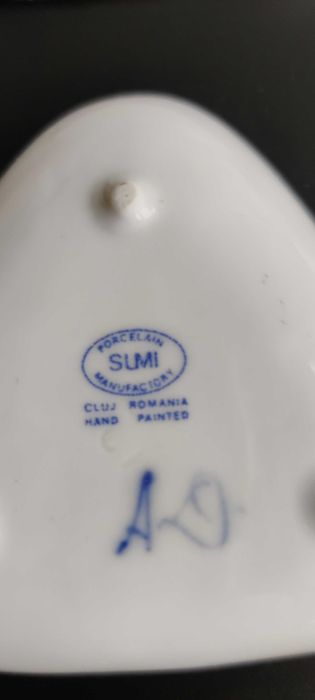 PORCELAIN
SUMI
MANUFACTORY
CLUJ ROMANIA
HAND PAINTED